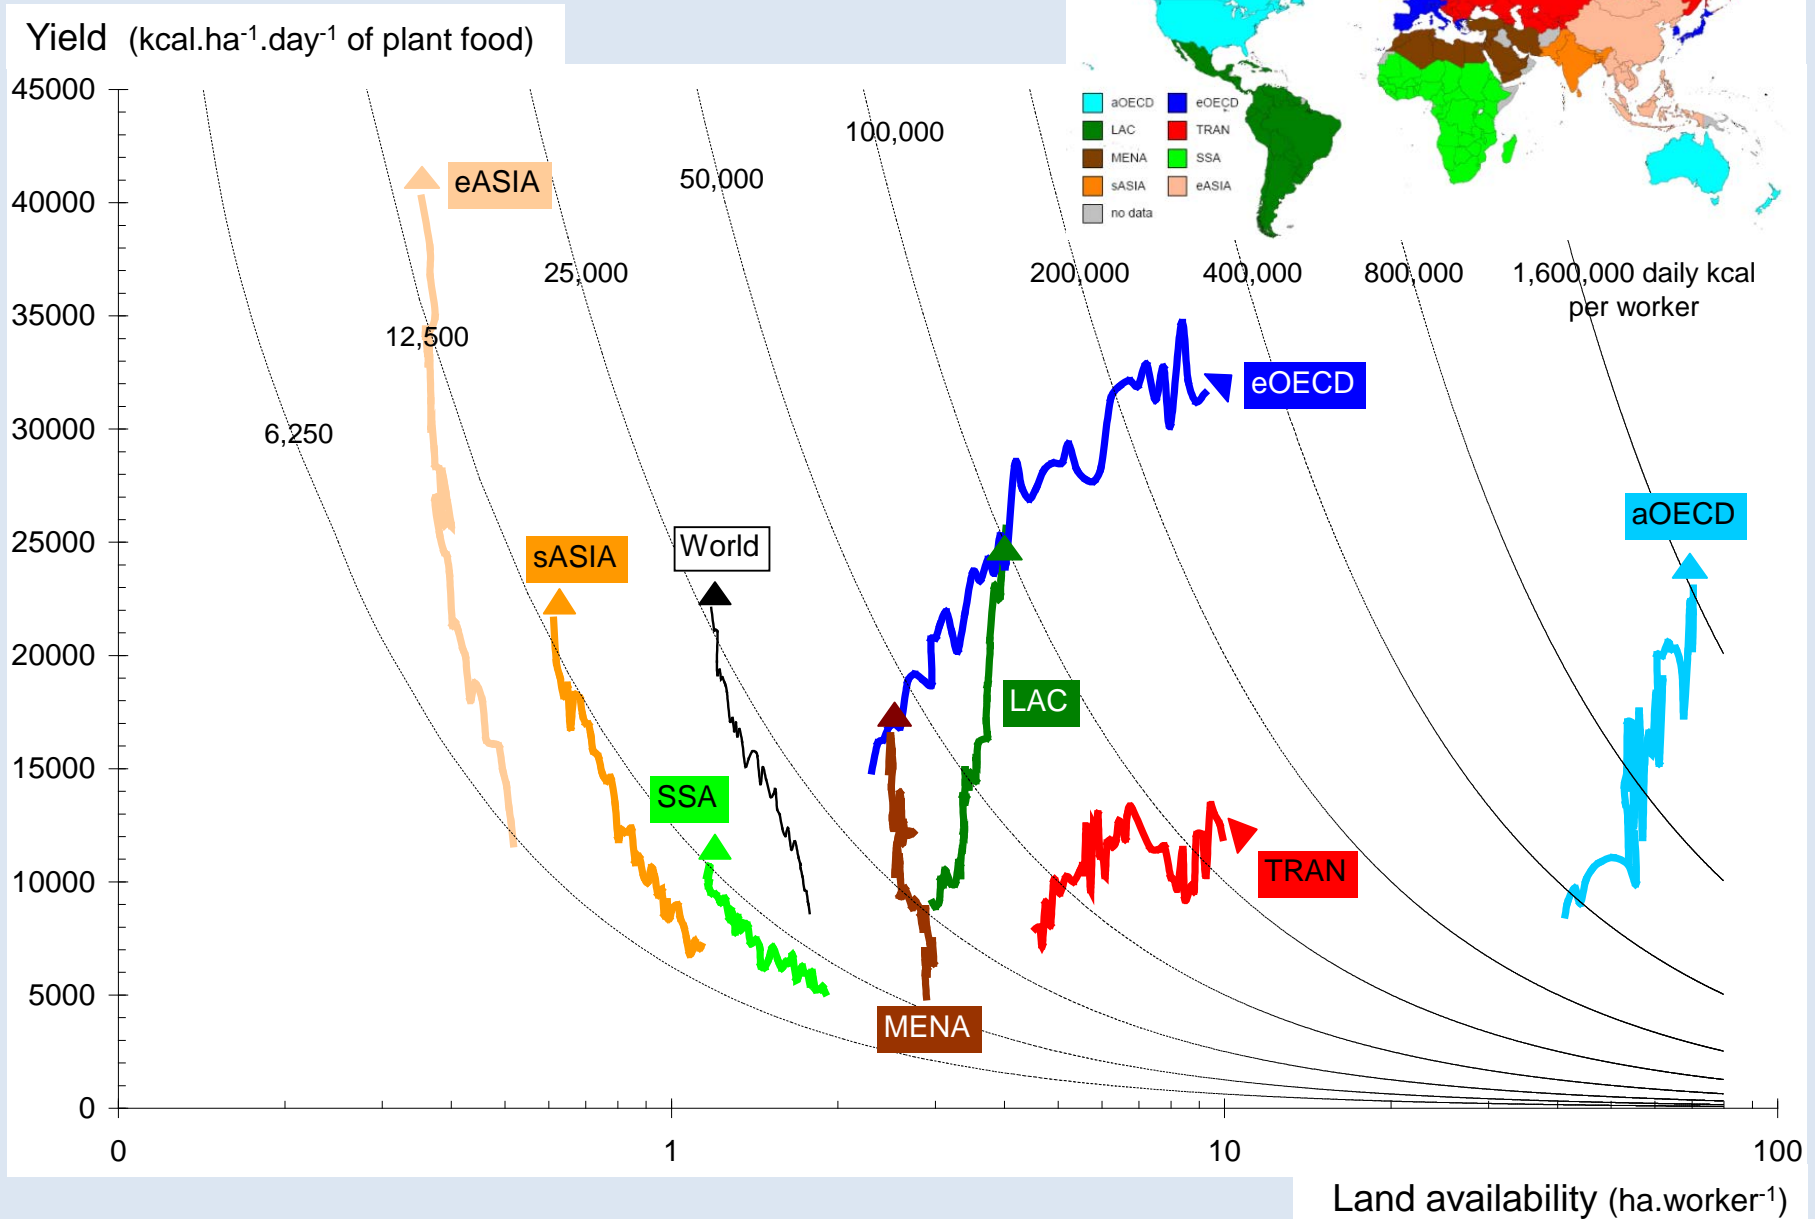 Yield (kcal.ha-1.day-1 of plant food)
45000
40000
35000
30000
25000
20000
15000
10000
5000
0
0
1
10
100
Land availability (ha.worker-1)
6,250
12,500
25,000
50,000
100,000
200,000
400,000
800,000
1,600,000 daily kcal
per worker
eASIA
sASIA
World
SSA
MENA
LAC
eOECD
TRAN
aOECD
aOECD
eOECD
LAC
TRAN
MENA
SSA
sASIA
eASIA
no data